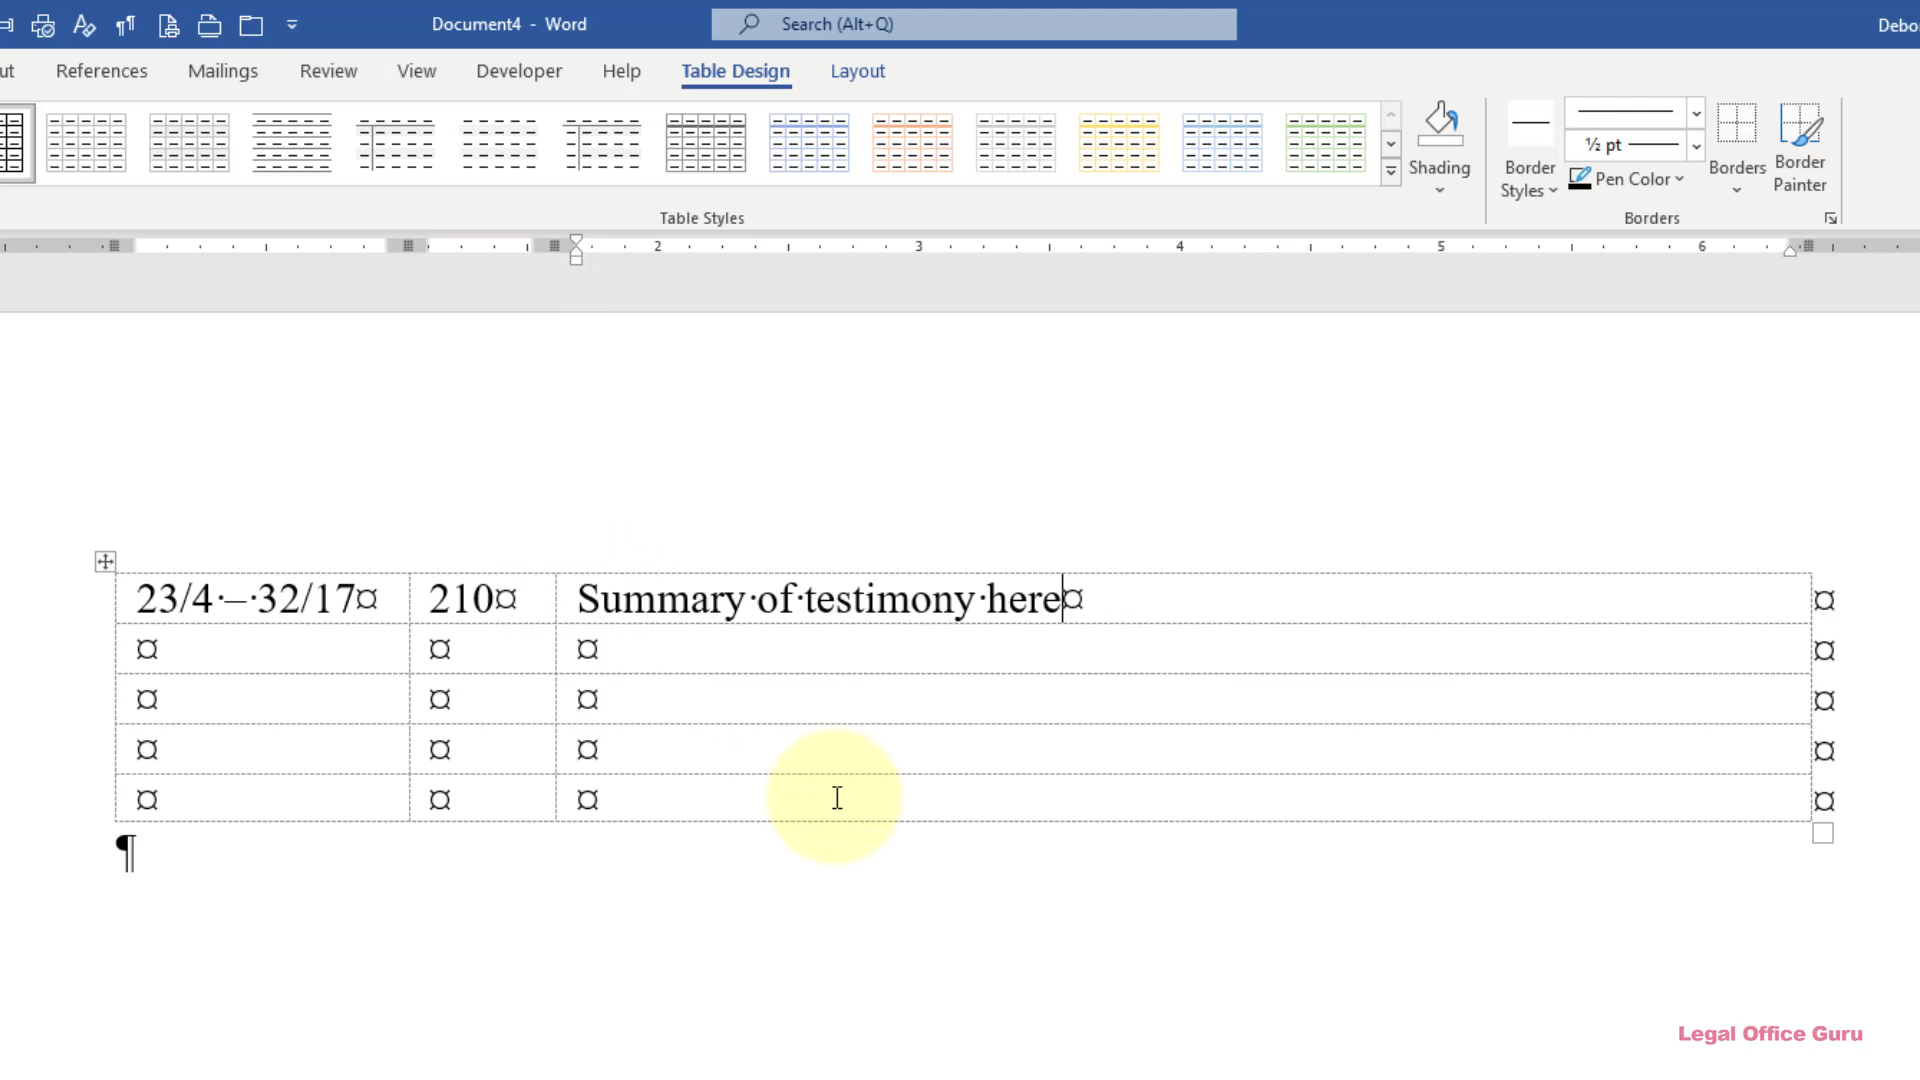 Document4 - Word
Search (Alt+Q)
Debo
ut References Mailings Review View Developer Help Table Design Layout
Shading
Border Styles
½ pt
Pen Color
Borders
Border Painter
Table Styles
Borders
2 3 4 5 6
23/4·–·32/17¤ 210¤ Summary·of·testimony·here¤ ¤
¤ ¤ ¤ ¤
¤ ¤ ¤ ¤
¤ ¤ ¤ ¤
¤ ¤ ¤ ¤
¶
Legal Office Guru